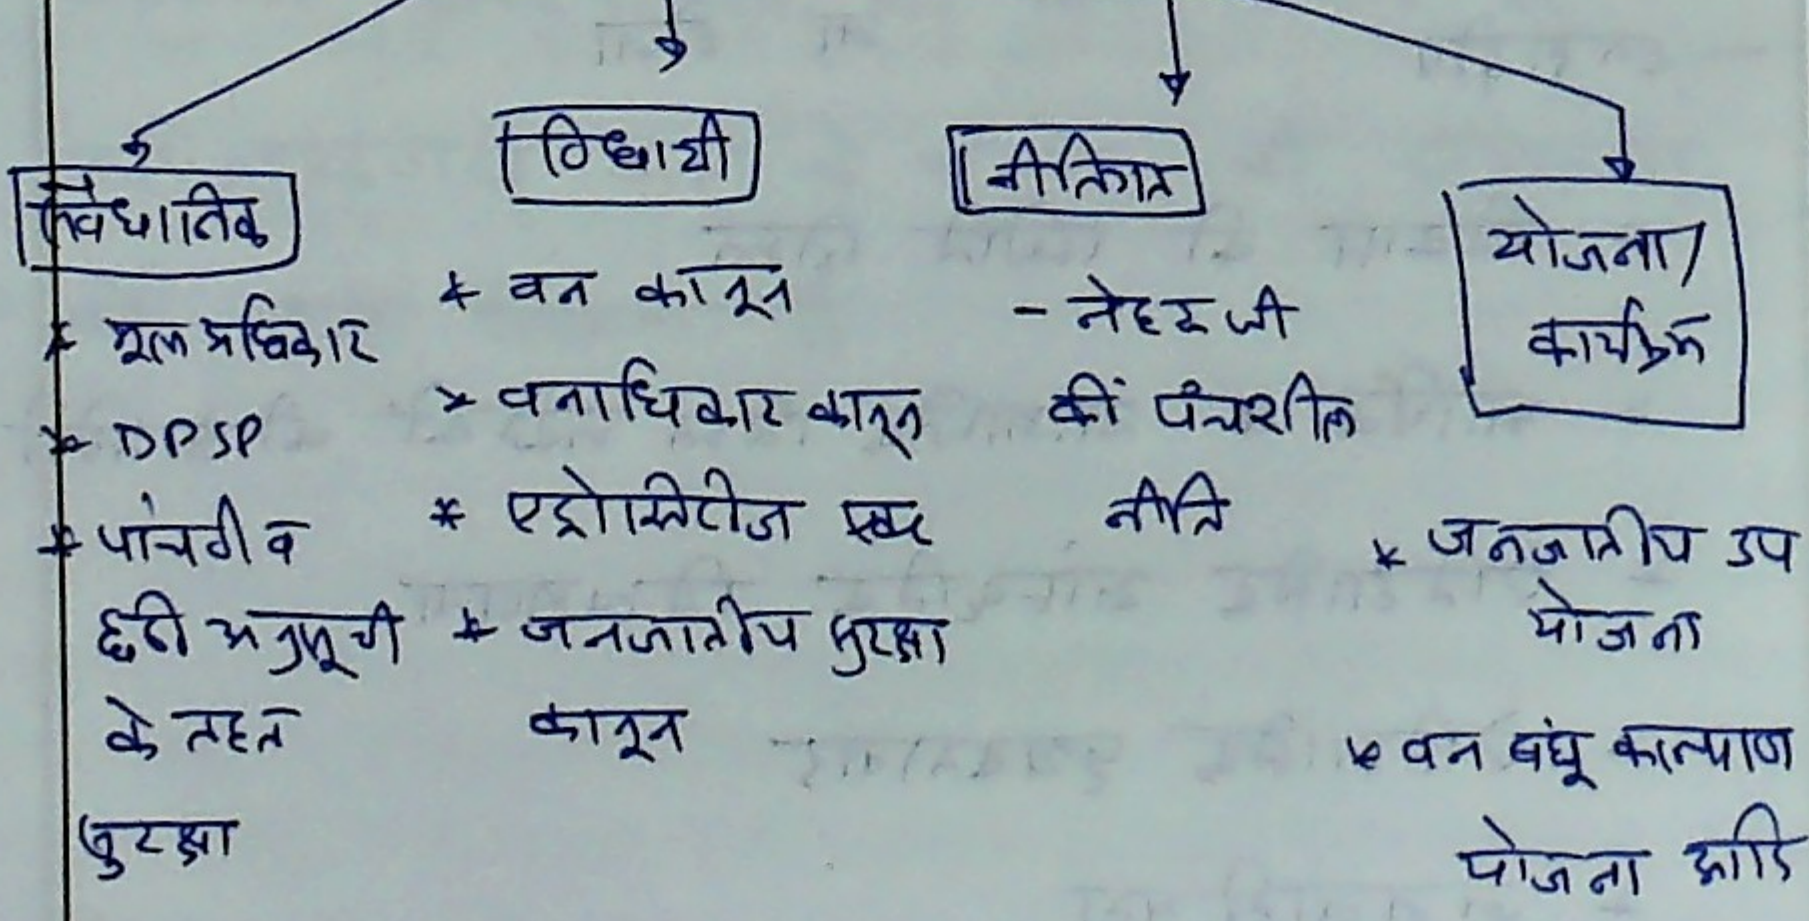 संवैधानिक
* मूल अधिकार
* DPSP
* पांचवी व
छठी अनुसूची
के तहत
सुरक्षा
विधायी
* वन कानून
* वनाधिकार कानून
* एट्रोसिटीज एक्ट
* जनजातीय सुरक्षा
कानून
नीतिगत
- नेहरू जी
की पंचशील
नीति
योजना/
कार्यक्रम
* जनजातीय उप
योजना
* वन बंधू कल्याण
योजना आदि